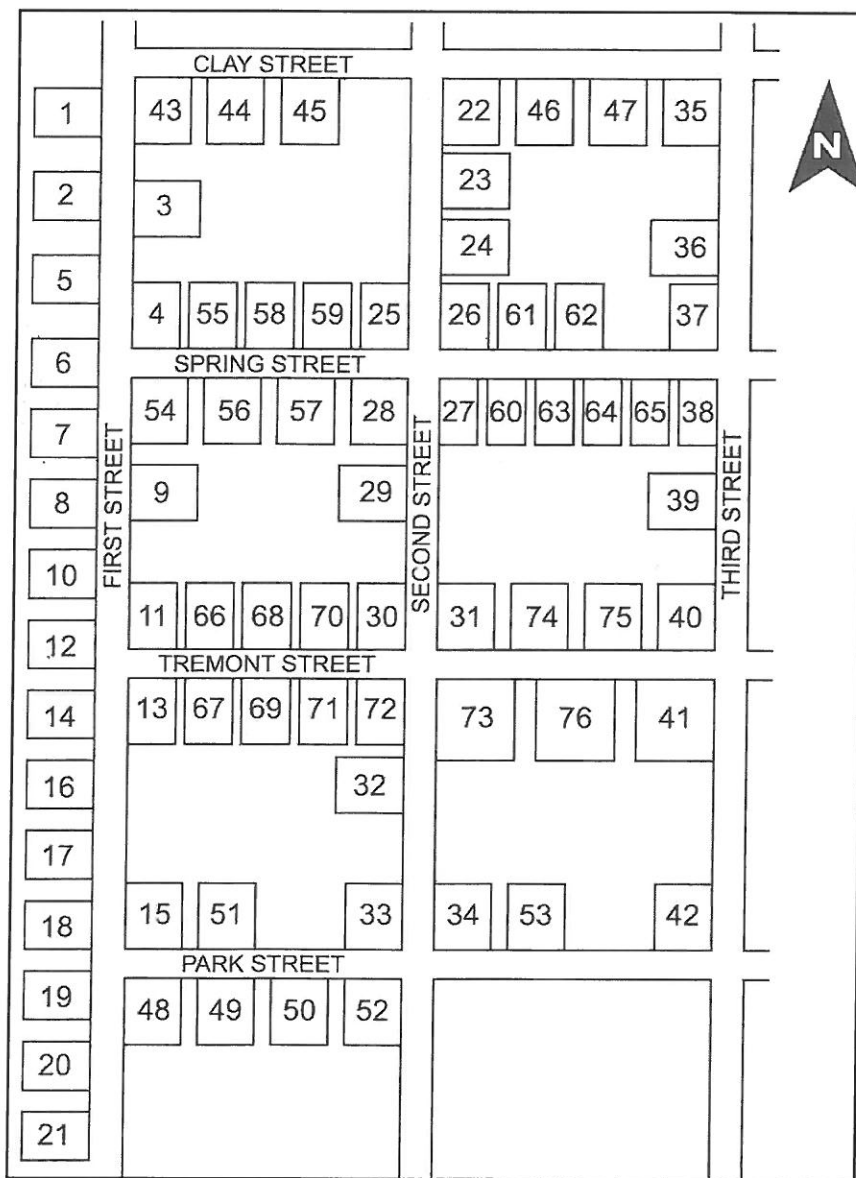 CLAY STREET
1 43 44 45 22 46 47 35
N
2 3 23
24 36
5 4 55 58 59 25 26 61 62 37
6 SPRING STREET
7 54 56 57 28 27 60 63 64 65 38
FIRST STREET
SECOND STREET
THIRD STREET
8 9 29 39
10 11 66 68 70 30 31 74 75 40
12 TREMONT STREET
14 13 67 69 71 72 73 76 41
16 32
17
18 15 51 33 34 53 42
PARK STREET
19 48 49 50 52
20
21